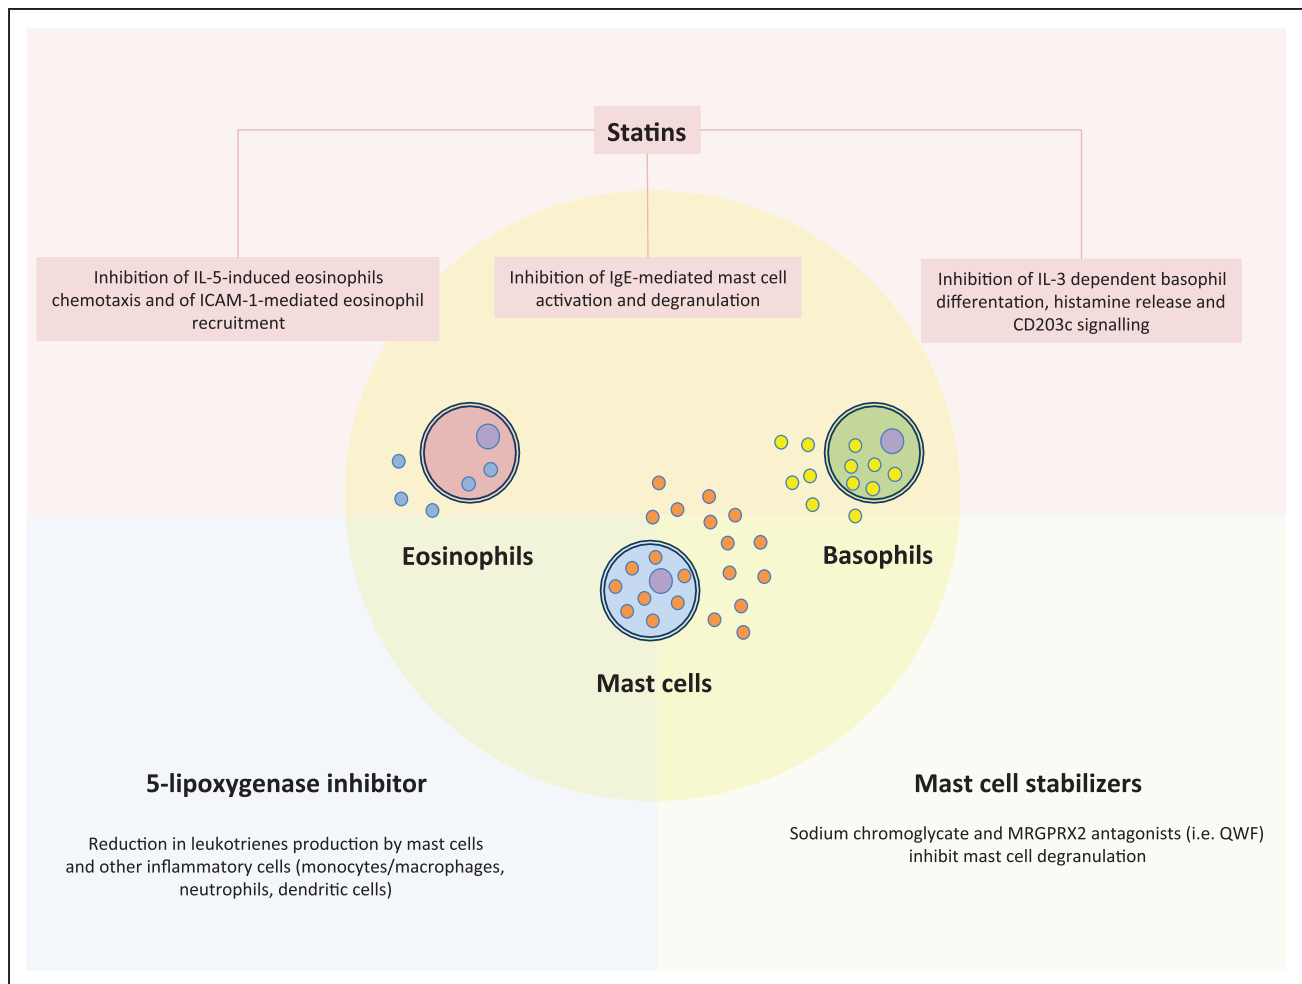 Statins
Inhibition of IL-5-induced eosinophils
chemotaxis and of ICAM-1-mediated eosinophil
recruitment
Inhibition of IgE-mediated mast cell
activation and degranulation
Inhibition of IL-3 dependent basophil
differentation, histamine release and
CD203c signalling
Eosinophils
Basophils
Mast cells
5-lipoxygenase inhibitor
Reduction in leukotrienes production by mast cells
and other inflammatory cells (monocytes/macrophages,
neutrophils, dendritic cells)
Mast cell stabilizers
Sodium chromoglycate and MRGPRX2 antagonists (i.e. QWF)
inhibit mast cell degranulation